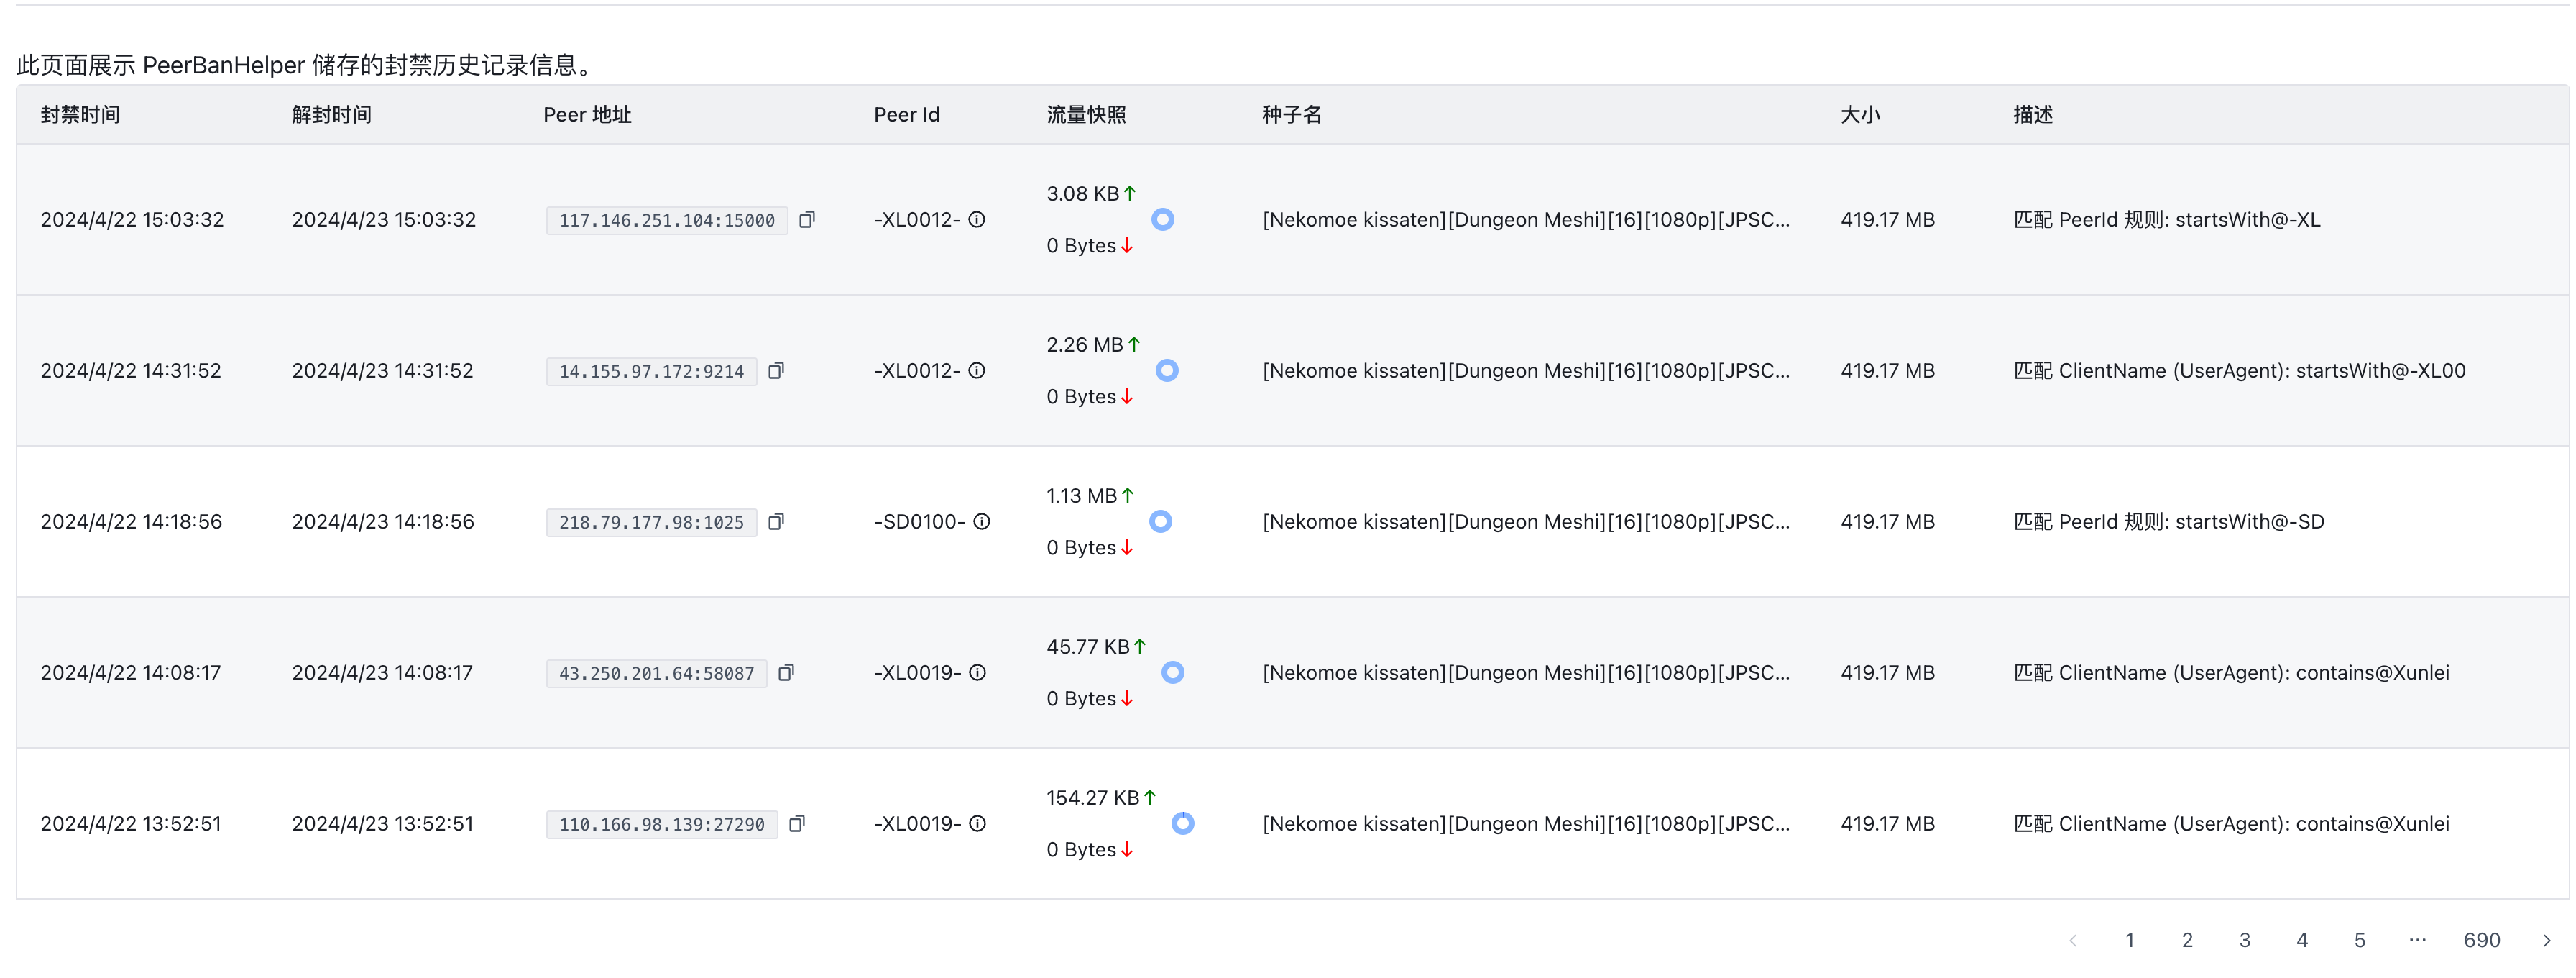 此页面展示 PeerBanHelper 储存的封禁历史记录信息。
封禁时间 解封时间 Peer 地址 Peer Id 流量快照 种子名 大小 描述
3.08 KB↑
2024/4/22 15:03:32 2024/4/23 15:03:32 117.146.251.104:15000 -XL0012- [Nekomoe kissaten][Dungeon Meshi][16][1080p][JPSC... 419.17 MB 匹配 PeerId 规则: startsWith@-XL
0 Bytes↓
2.26 MB↑
2024/4/22 14:31:52 2024/4/23 14:31:52 14.155.97.172:9214 -XL0012- [Nekomoe kissaten][Dungeon Meshi][16][1080p][JPSC... 419.17 MB 匹配 ClientName (UserAgent): startsWith@-XL00
0 Bytes↓
1.13 MB↑
2024/4/22 14:18:56 2024/4/23 14:18:56 218.79.177.98:1025 -SD0100- [Nekomoe kissaten][Dungeon Meshi][16][1080p][JPSC... 419.17 MB 匹配 PeerId 规则: startsWith@-SD
0 Bytes↓
45.77 KB↑
2024/4/22 14:08:17 2024/4/23 14:08:17 43.250.201.64:58087 -XL0019- [Nekomoe kissaten][Dungeon Meshi][16][1080p][JPSC... 419.17 MB 匹配 ClientName (UserAgent): contains@Xunlei
0 Bytes↓
154.27 KB↑
2024/4/22 13:52:51 2024/4/23 13:52:51 110.166.98.139:27290 -XL0019- [Nekomoe kissaten][Dungeon Meshi][16][1080p][JPSC... 419.17 MB 匹配 ClientName (UserAgent): contains@Xunlei
0 Bytes↓
< 1 2 3 4 5 ··· 690 >